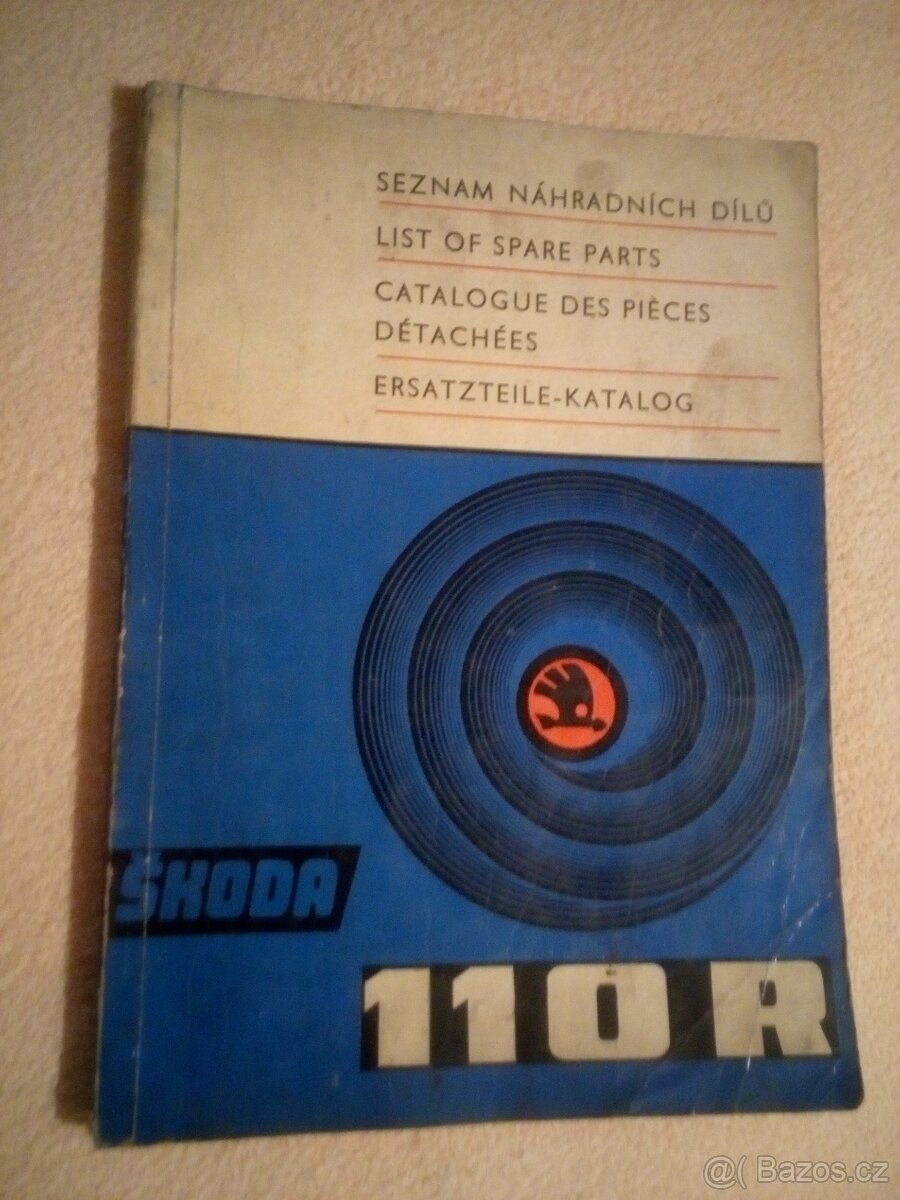 SEZNAM NÁHRADNÍCH DÍLŮ
LIST OF SPARE PARTS
CATALOGUE DES PIÈCES
DÉTACHÉES
ERSATZTEILE-KATALOG
ŠKODA
110 R
@( Bazos.cz